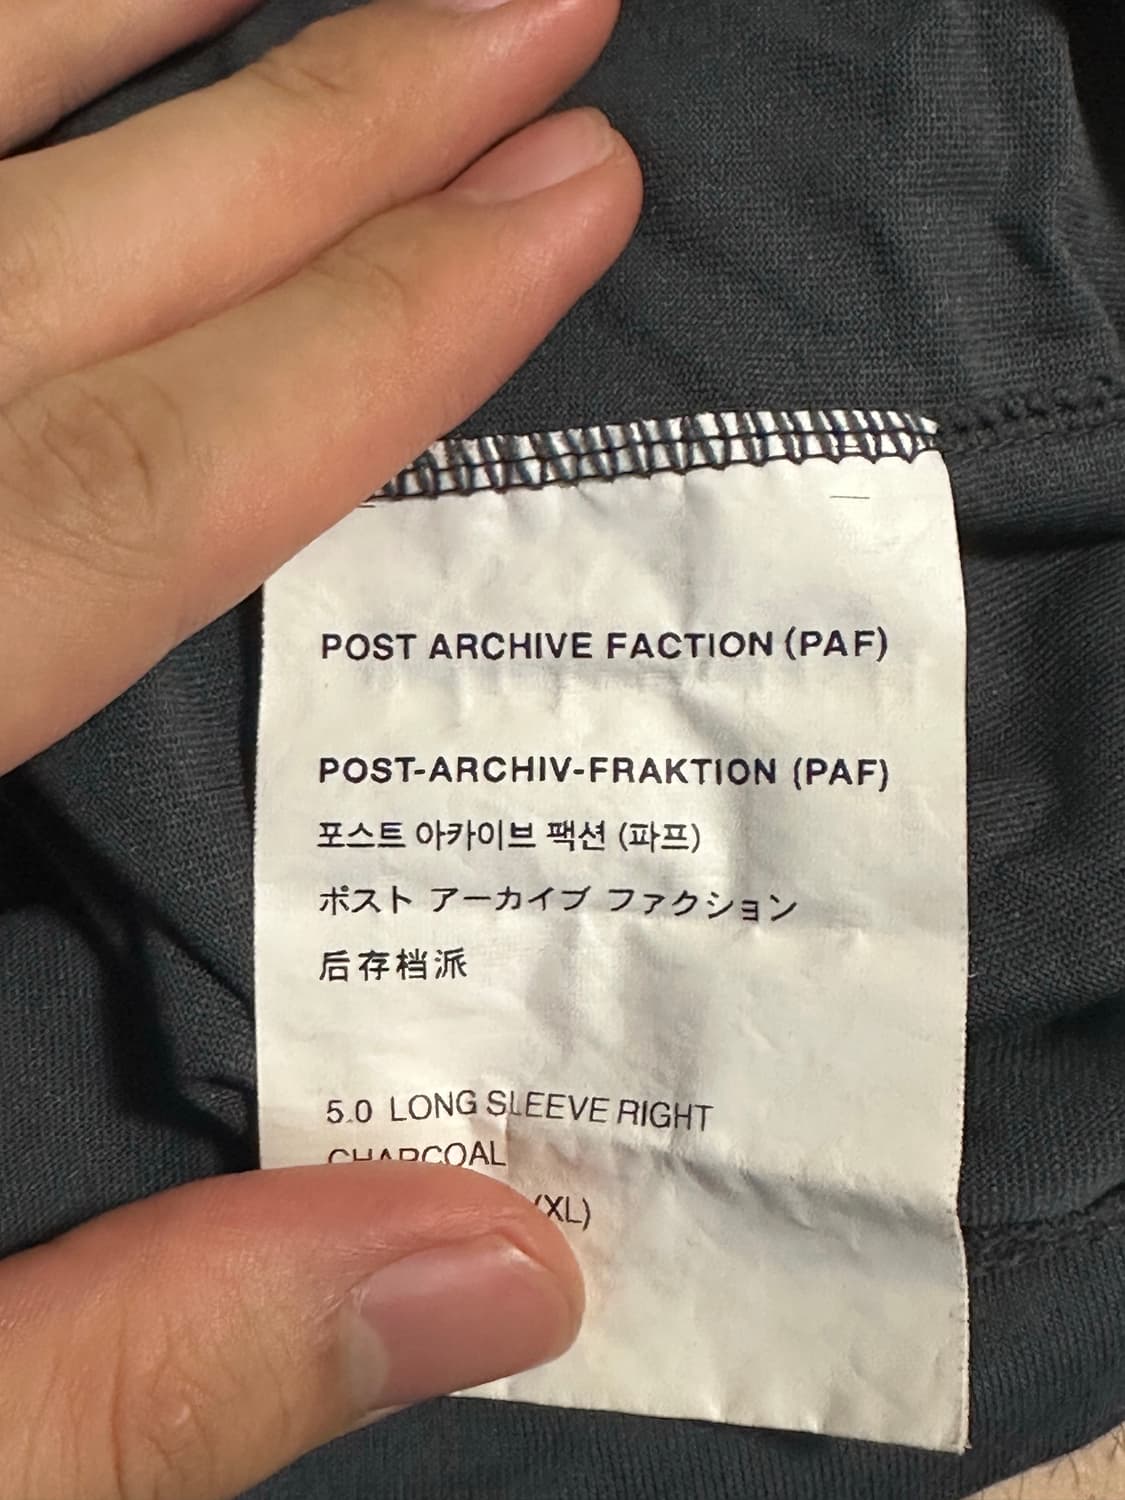 POST ARCHIVE FACTION (PAF)
POST-ARCHIV-FRAKTION (PAF)
포스트 아카이브 팩션 (파프)
ポスト アーカイブ ファクション
后存档派
5.0 LONG SLEEVE RIGHT
CHARCOAL
(XL)